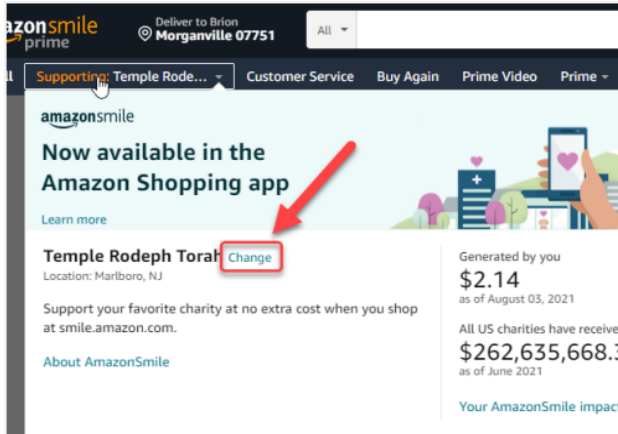 azonsmile
prime
Deliver to Brion
Morganville 07751
All
Supporting: Temple Rode...
Customer Service
Buy Again
Prime Video
Prime
amazonsmile
Now available in the
Amazon Shopping app
Learn more
Temple Rodeph Torah Change
Location: Marlboro, NJ
Support your favorite charity at no extra cost when you shop
at smile.amazon.com.
About AmazonSmile
Generated by you
$2.14
as of August 03, 2021
All US charities have receive
$262,635,668.
as of June 2021
Your AmazonSmile impac